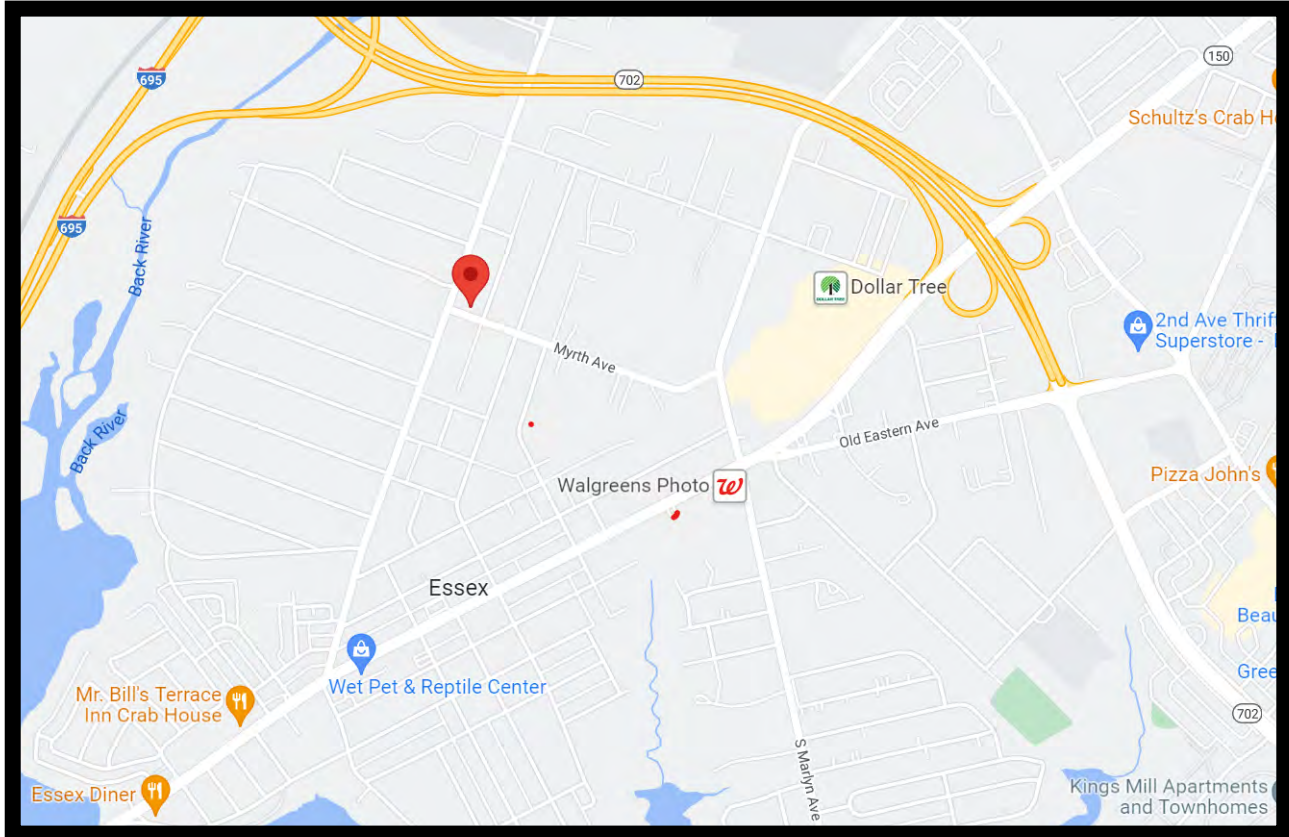 695
702
150
Schultz's Crab H
695
Back River
Dollar Tree
DOLLAR TREE
2nd Ave Thrif
Superstore -
Myrth Ave
Back River
Old Eastern Ave
Walgreens Photo
W
Pizza John's
Essex
Beau
Wet Pet & Reptile Center
Mr. Bill's Terrace
Inn Crab House
Gree
702
S Marlyn Ave
Essex Diner
Kings Mill Apartments
and Townhomes